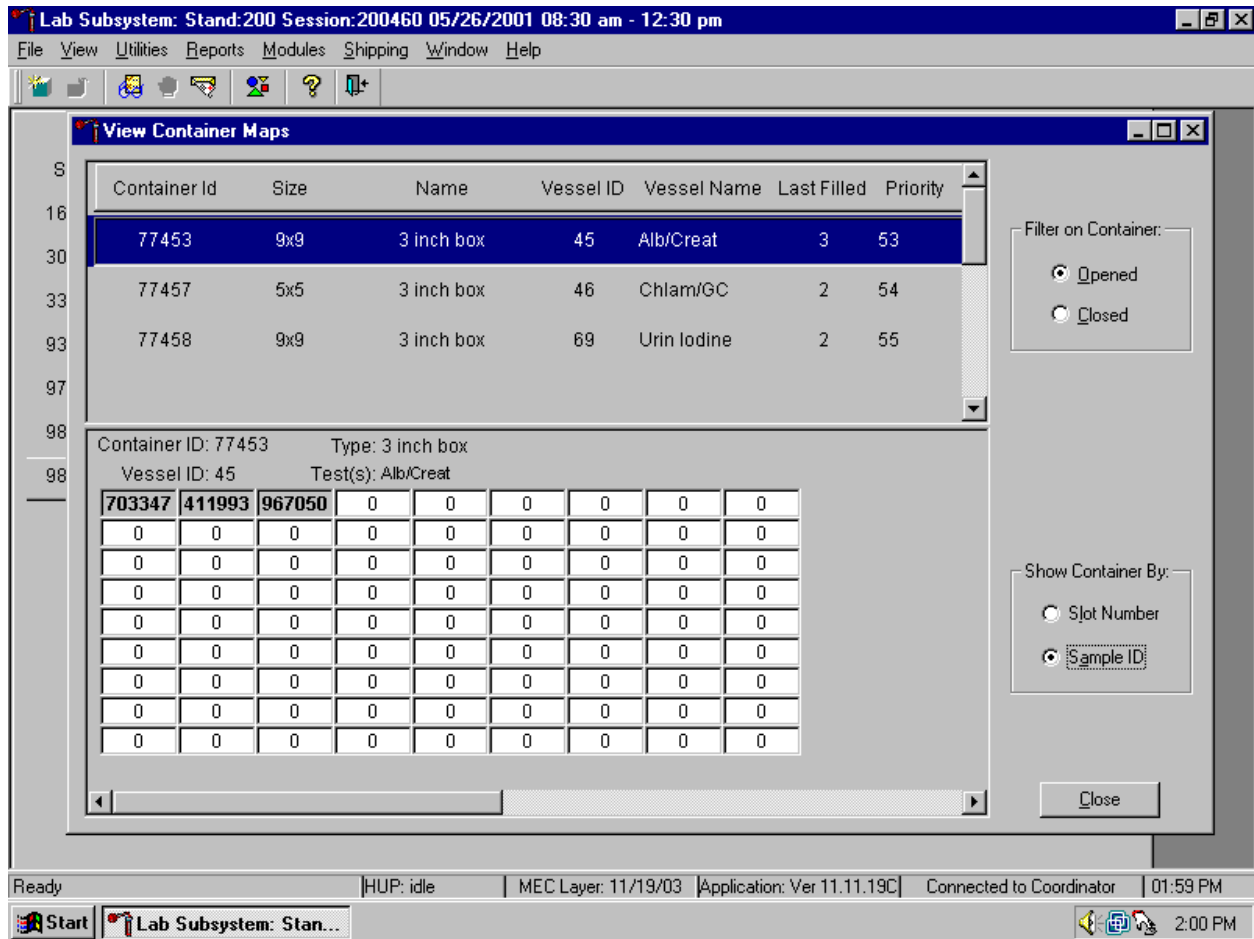 Lab Subsystem: Stand:200 Session:200460 05/26/2001 08:30 am - 12:30 pm
File View Utilities Reports Modules Shipping Window Help
View Container Maps
S
16
30
33
93
97
98
98
Container Id Size Name Vessel ID Vessel Name Last Filled Priority
77453 9x9 3 inch box 45 Alb/Creat 3 53
77457 5x5 3 inch box 46 Chlam/GC 2 54
77458 9x9 3 inch box 69 Urin Iodine 2 55
Filter on Container:
Opened
Closed
Container ID: 77453 Type: 3 inch box
Vessel ID: 45 Test(s): Alb/Creat
703347 411993 967050 0 0 0 0 0 0
0 0 0 0 0 0 0 0 0
0 0 0 0 0 0 0 0 0
0 0 0 0 0 0 0 0 0
0 0 0 0 0 0 0 0 0
0 0 0 0 0 0 0 0 0
0 0 0 0 0 0 0 0 0
0 0 0 0 0 0 0 0 0
0 0 0 0 0 0 0 0 0
Show Container By:
Slot Number
Sample ID
Close
Ready HUP: idle MEC Layer: 11/19/03 Application: Ver 11.11.19C Connected to Coordinator 01:59 PM
Start Lab Subsystem: Stan... 2:00 PM